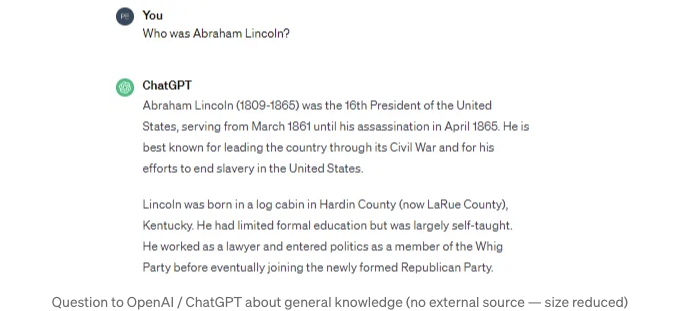 You
Who was Abraham Lincoln?
ChatGPT
Abraham Lincoln (1809-1865) was the 16th President of the United
States, serving from March 1861 until his assassination in April 1865. He is
best known for leading the country through its Civil War and for his
efforts to end slavery in the United States.
Lincoln was born in a log cabin in Hardin County (now LaRue County),
Kentucky. He had limited formal education but was largely self-taught.
He worked as a lawyer and entered politics as a member of the Whig
Party before eventually joining the newly formed Republican Party.
Question to OpenAI / ChatGPT about general knowledge (no external source — size reduced)